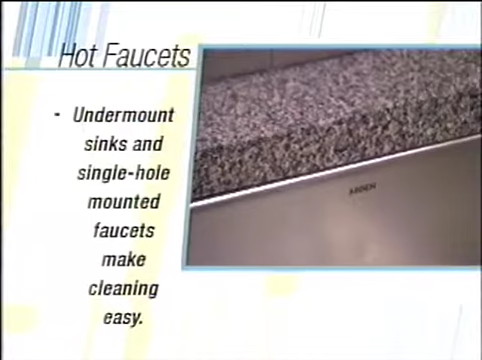 Hot Faucets
- Undermount
sinks and
single-hole
mounted
faucets
make
cleaning
easy.